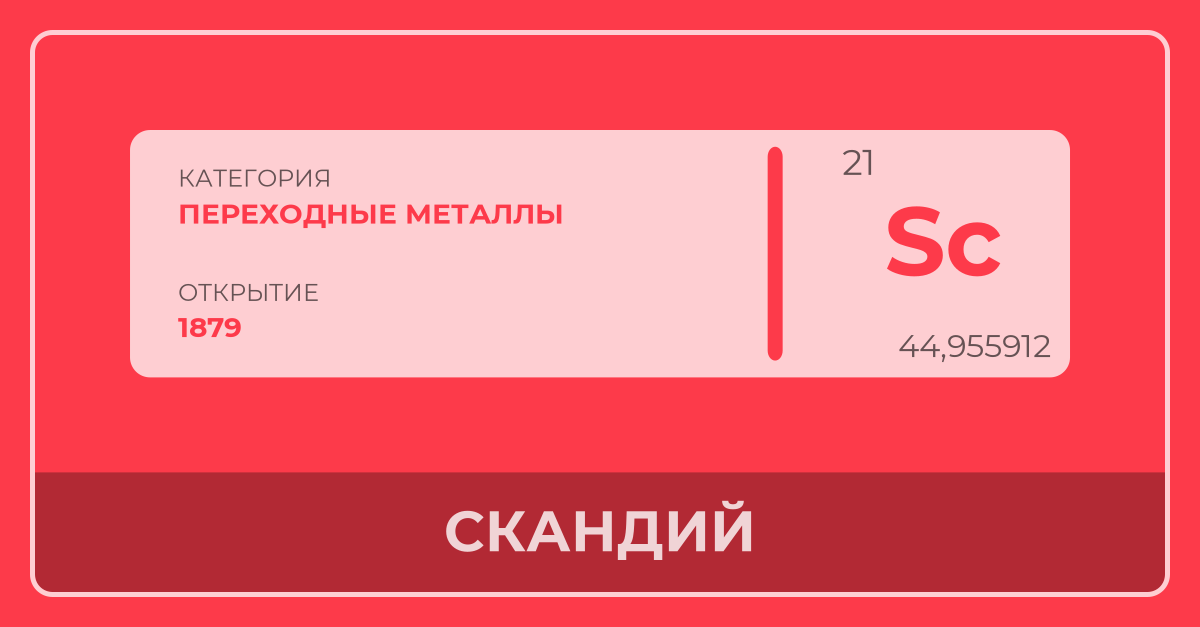 КАТЕГОРИЯ
ПЕРЕХОДНЫЕ МЕТАЛЛЫ
ОТКРЫТИЕ
1879
21
Sc
44,955912
СКАНДИЙ